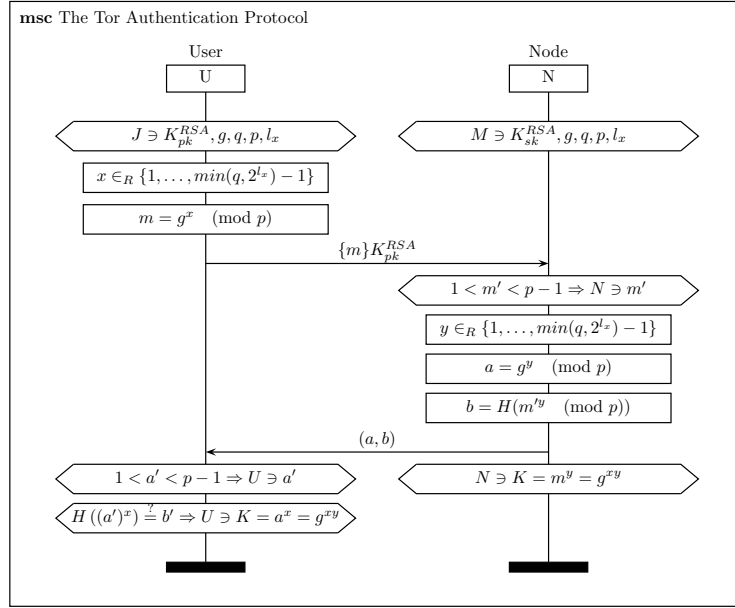 msc The Tor Authentication Protocol
User Node
U N
J ∋ K_{pk}^{RSA}, g, q, p, l_x M ∋ K_{sk}^{RSA}, g, q, p, l_x
x ∈_R {1, . . . , min(q, 2^{l_x}) − 1}
m = g^x (mod p)
{m}K_{pk}^{RSA}
1 < m′ < p − 1 ⇒ N ∋ m′
y ∈_R {1, . . . , min(q, 2^{l_x}) − 1}
a = g^y (mod p)
b = H(m′^y (mod p))
(a, b)
1 < a′ < p − 1 ⇒ U ∋ a′ N ∋ K = m^y = g^{xy}
H ((a′)^x) ≟ b′ ⇒ U ∋ K = a^x = g^{xy}